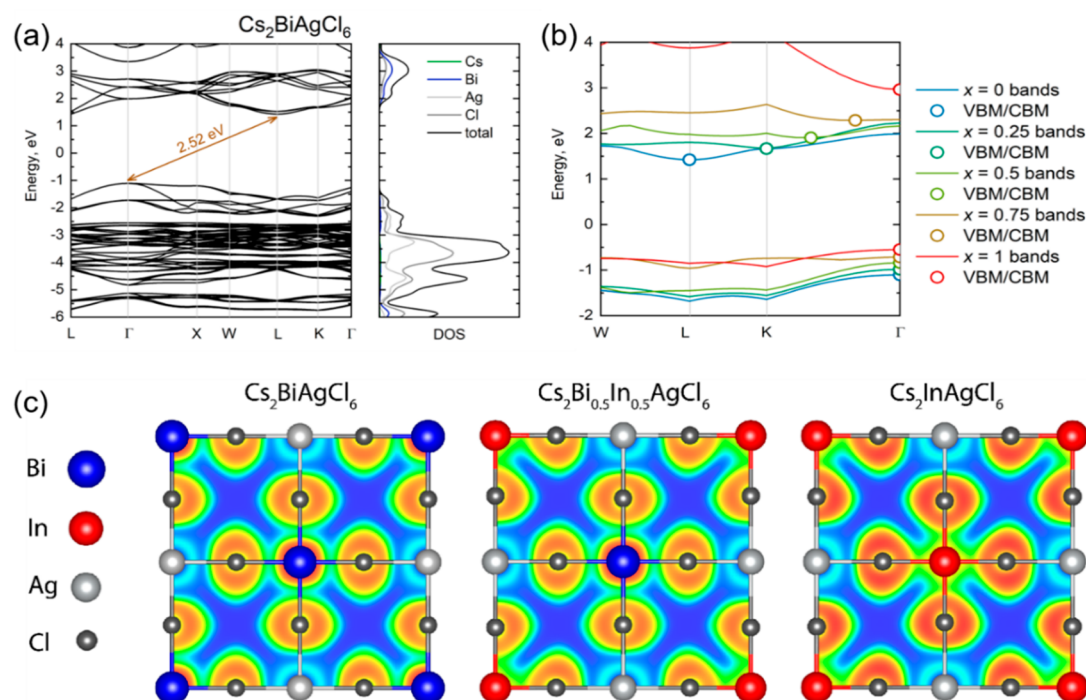 (a)
Cs₂BiAgCl₆
4
3
2
1
0
-1
-2
-3
-4
-5
-6
Energy, eV
2.52 eV
L Γ X W L K Γ
Cs
Bi
Ag
Cl
total
DOS
(b)
4
3
2
1
0
-1
-2
Energy, eV
W L K Γ
x = 0 bands
VBM/CBM
x = 0.25 bands
VBM/CBM
x = 0.5 bands
VBM/CBM
x = 0.75 bands
VBM/CBM
x = 1 bands
VBM/CBM
(c)
Cs₂BiAgCl₆ Cs₂Bi₀.₅In₀.₅AgCl₆ Cs₂InAgCl₆
Bi
In
Ag
Cl